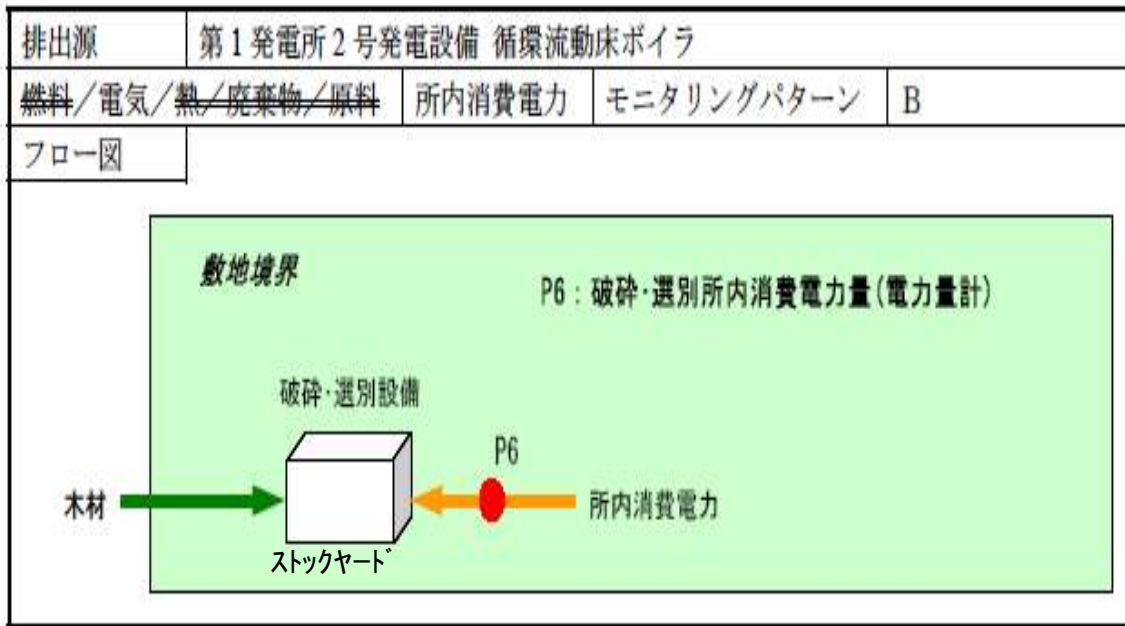 排出源 第1発電所2号発電設備 循環流動床ボイラ
燃料／電気／熱／廃棄物／原料 所内消費電力 モニタリングパターン B
フロー図
敷地境界
P6：破砕･選別所内消費電力量(電力量計)
破砕･選別設備
P6
木材
所内消費電力
ストックヤード